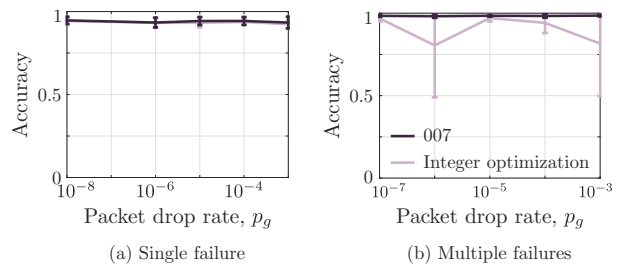 1
0.5
0
Accuracy
10⁻⁸
10⁻⁶
10⁻⁴
Packet drop rate, p_g
(a) Single failure
1
0.5
0
Accuracy
007
Integer optimization
10⁻⁷
10⁻⁵
10⁻³
Packet drop rate, p_g
(b) Multiple failures